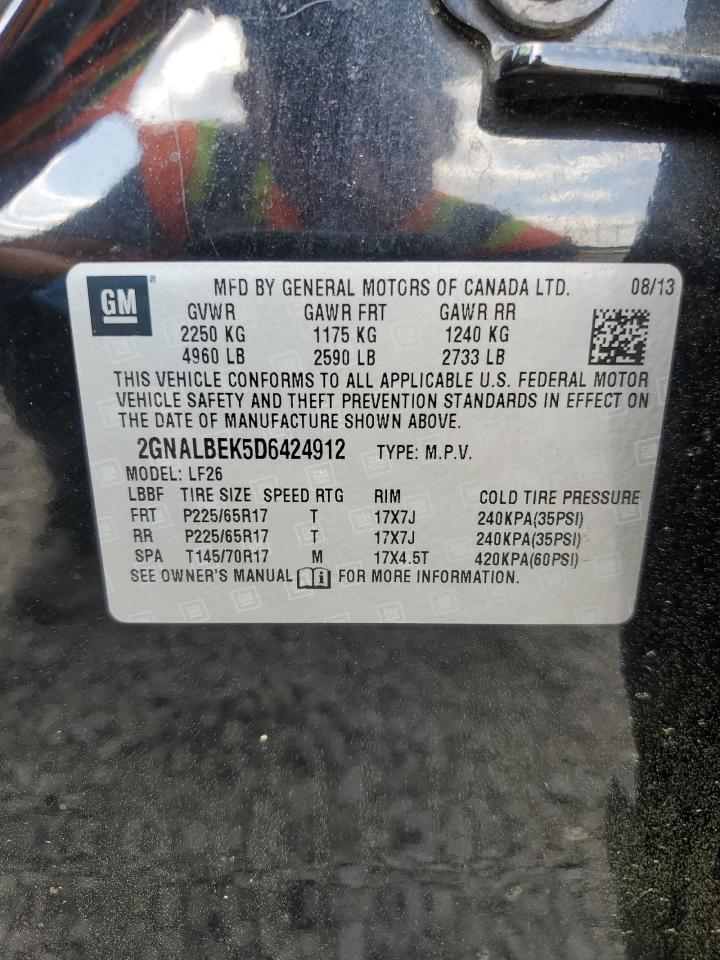 GM ® MFD BY GENERAL MOTORS OF CANADA LTD. 08/13
GVWR GAWR FRT GAWR RR
2250 KG 1175 KG 1240 KG
4960 LB 2590 LB 2733 LB
THIS VEHICLE CONFORMS TO ALL APPLICABLE U.S. FEDERAL MOTOR
VEHICLE SAFETY AND THEFT PREVENTION STANDARDS IN EFFECT ON
THE DATE OF MANUFACTURE SHOWN ABOVE.
2GNALBEK5D6424912 TYPE: M.P.V.
MODEL: LF26
LBBF TIRE SIZE SPEED RTG RIM COLD TIRE PRESSURE
FRT P225/65R17 T 17X7J 240KPA(35PSI)
RR P225/65R17 T 17X7J 240KPA(35PSI)
SPA T145/70R17 M 17X4.5T 420KPA(60PSI)
SEE OWNER'S MANUAL i FOR MORE INFORMATION.